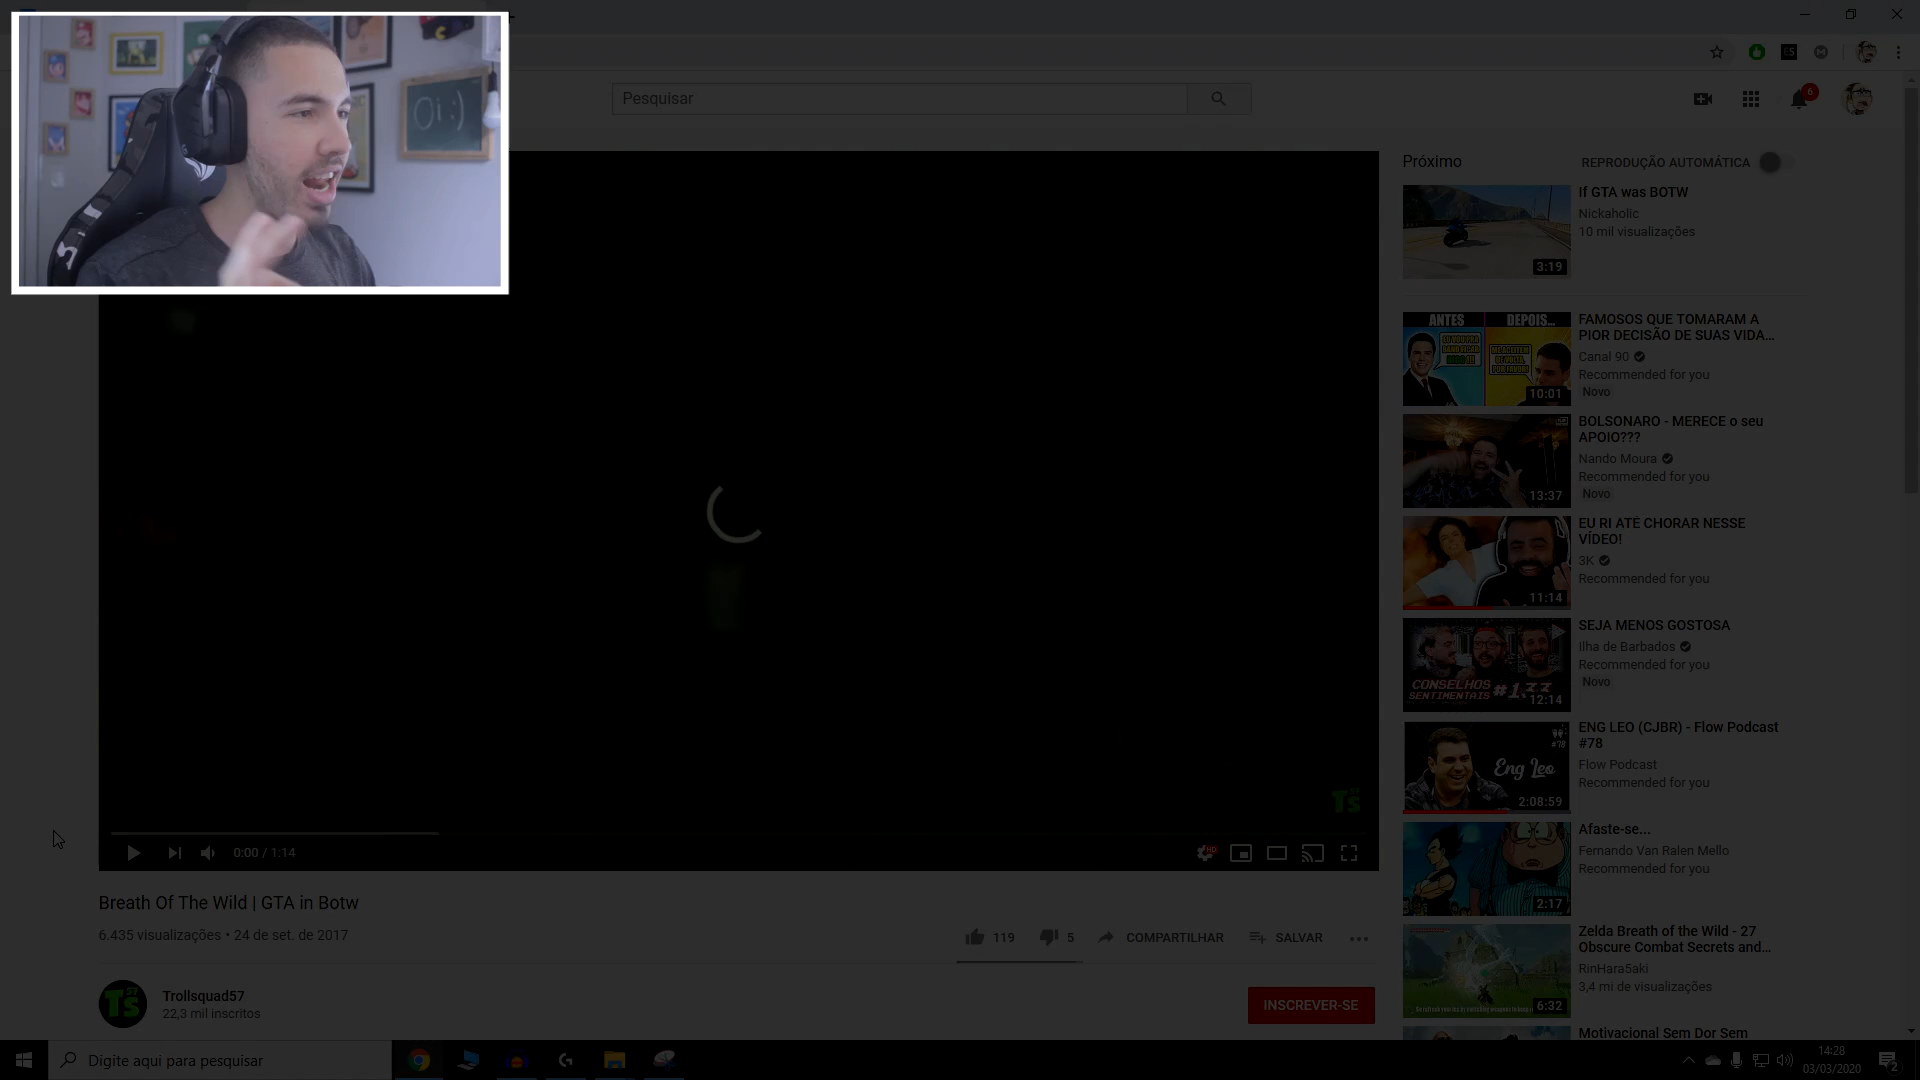 Oi :)
Pesquisar
6
Próximo
REPRODUÇÃO AUTOMÁTICA
If GTA was BOTW
Nickaholic
10 mil visualizações
3:19
ANTES
DEPOIS...
FAMOSOS QUE TOMARAM A
PIOR DECISÃO DE SUAS VIDA...
Canal 90
Recommended for you
Novo
10:01
BOLSONARO - MERECE o seu
APOIO???
Nando Moura
Recommended for you
Novo
13:37
EU RI ATÉ CHORAR NESSE
VÍDEO!
3K
Recommended for you
11:14
SEJA MENOS GOSTOSA
Ilha de Barbados
Recommended for you
Novo
CONSELHOS
SENTIMENTAIS
12:14
ENG LEO (CJBR) - Flow Podcast
#78
Flow Podcast
Recommended for you
#78
Eng Leo
2:08:59
Afaste-se...
Fernando Van Ralen Mello
Recommended for you
2:17
Zelda Breath of the Wild - 27
Obscure Combat Secrets and...
RinHara5aki
3,4 mi de visualizações
6:32
Motivacional Sem Dor Sem
Ts
0:00 / 1:14
HD
Breath Of The Wild | GTA in Botw
6.435 visualizações • 24 de set. de 2017
119
5
COMPARTILHAR
SALVAR
Ts
57
Trollsquad57
22,3 mil inscritos
INSCREVER-SE
Digite aqui para pesquisar
14:28
03/03/2020
2